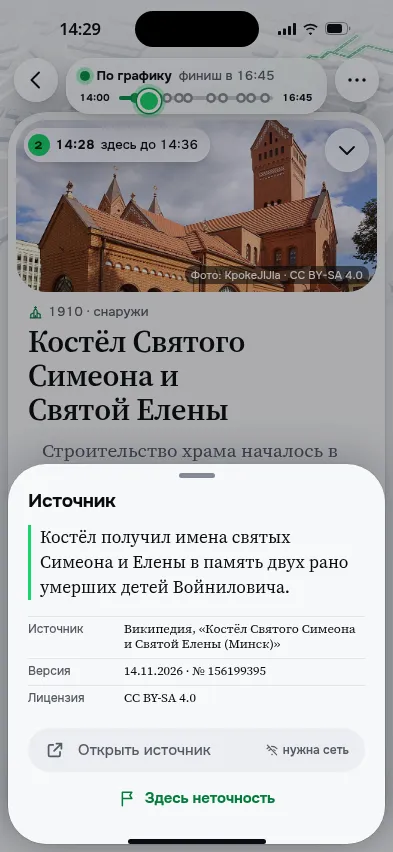 14:29
По графику финиш в 16:45
14:00 16:45
2 14:28 здесь до 14:36
Фото: KpokeJlJla · CC BY-SA 4.0
1910 · снаружи
Костёл Святого
Симеона и
Святой Елены
Строительство храма началось в
Источник
Костёл получил имена святых
Симеона и Елены в память двух рано
умерших детей Войниловича.
Источник Википедия, «Костёл Святого Симеона
и Святой Елены (Минск)»
Версия 14.11.2026 · № 156199395
Лицензия CC BY-SA 4.0
Открыть источник нужна сеть
Здесь неточность